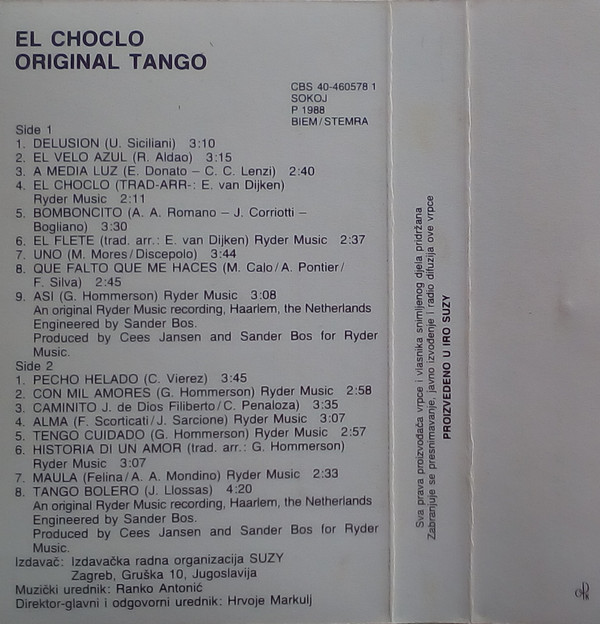 EL CHOCLO
ORIGINAL TANGO
CBS 40-460578 1
SOKOJ
P 1988
BIEM/STEMRA
Side 1
1. DELUSION (U. Siciliani) 3:10
2. EL VELO AZUL (R. Aldao) 3:15
3. A MEDIA LUZ (E. Donato – C. C. Lenzi) 2:40
4. EL CHOCLO (TRAD-ARR-: E. van Dijken)
Ryder Music 2:11
5. BOMBONCITO (A. A. Romano – J. Corriotti –
Bogliano) 3:30
6. EL FLETE (trad. arr.: E. van Dijken) Ryder Music 2:37
7. UNO (M. Mores/Discepolo) 3:44
8. QUE FALTO QUE ME HACES (M. Calo/A. Pontier/
F. Silva) 2:45
9. ASI (G. Hommerson) Ryder Music 3:08
An original Ryder Music recording, Haarlem, the Netherlands
Engineered by Sander Bos.
Produced by Cees Jansen and Sander Bos for Ryder
Music.
Side 2
1. PECHO HELADO (C. Vierez) 3:45
2. CON MIL AMORES (G. Hommerson) Ryder Music 2:58
3. CAMINITO J. de Dios Filiberto/C. Penaloza) 3:35
4. ALMA (F. Scorticati/J. Sarcione) Ryder Music 3:07
5. TENGO CUIDADO (G. Hommerson) Ryder Music 2:57
6. HISTORIA DI UN AMOR (trad. arr.: G. Hommerson)
Ryder Music 3:07
7. MAULA (Felina/A. A. Mondino) Ryder Music 2:33
8. TANGO BOLERO (J. Llossas) 4:20
An original Ryder Music recording, Haarlem, the Netherlands
Engineered by Sander Bos.
Produced by Cees Jansen and Sander Bos for Ryder
Music.
Izdavač: Izdavačka radna organizacija SUZY
Zagreb, Gruška 10, Jugoslavija
Muzički urednik: Ranko Antonić
Direktor-glavni i odgovorni urednik: Hrvoje Markulj
Sva prava proizvođača vrpce i vlasnika snimljenog djela pridržana
Zabranjuje se presnimavanje, javno izvođenje i radio difuzija ove vrpce
PROIZVEDENO U IRO SUZY